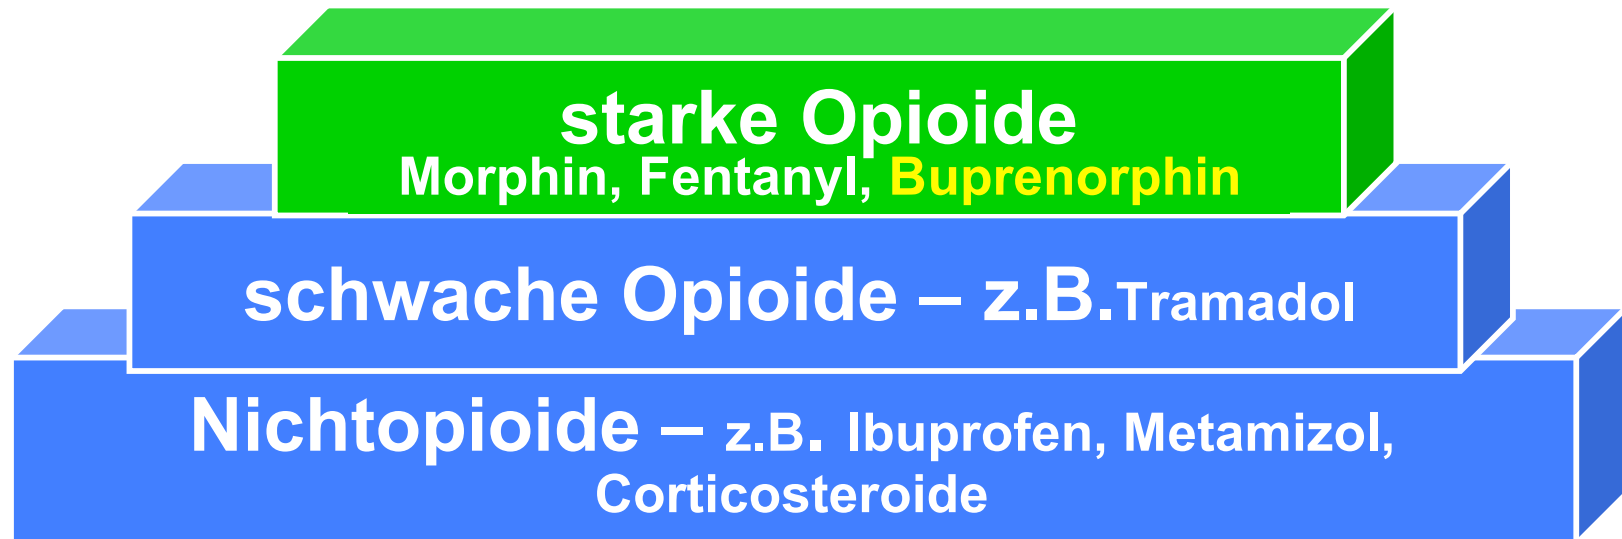 starke Opioide
Morphin, Fentanyl, Buprenorphin
schwache Opioide – z.B.Tramadol
Nichtopioide – z.B. Ibuprofen, Metamizol,
Corticosteroide